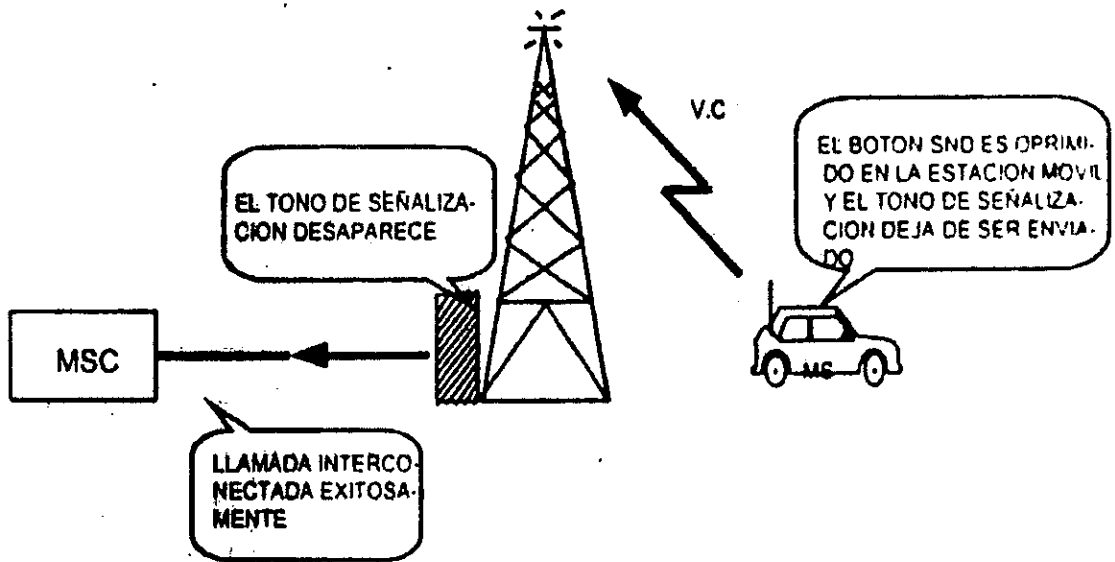 V.C
EL BOTON SND ES OPRIMI-
DO EN LA ESTACION MOVIL
Y EL TONO DE SEÑALIZA-
CION DEJA DE SER ENVIA-
DO
EL TONO DE SEÑALIZA-
CION DESAPARECE
MS
MSC
LLAMADA INTERCO-
NECTADA EXITOSA-
MENTE